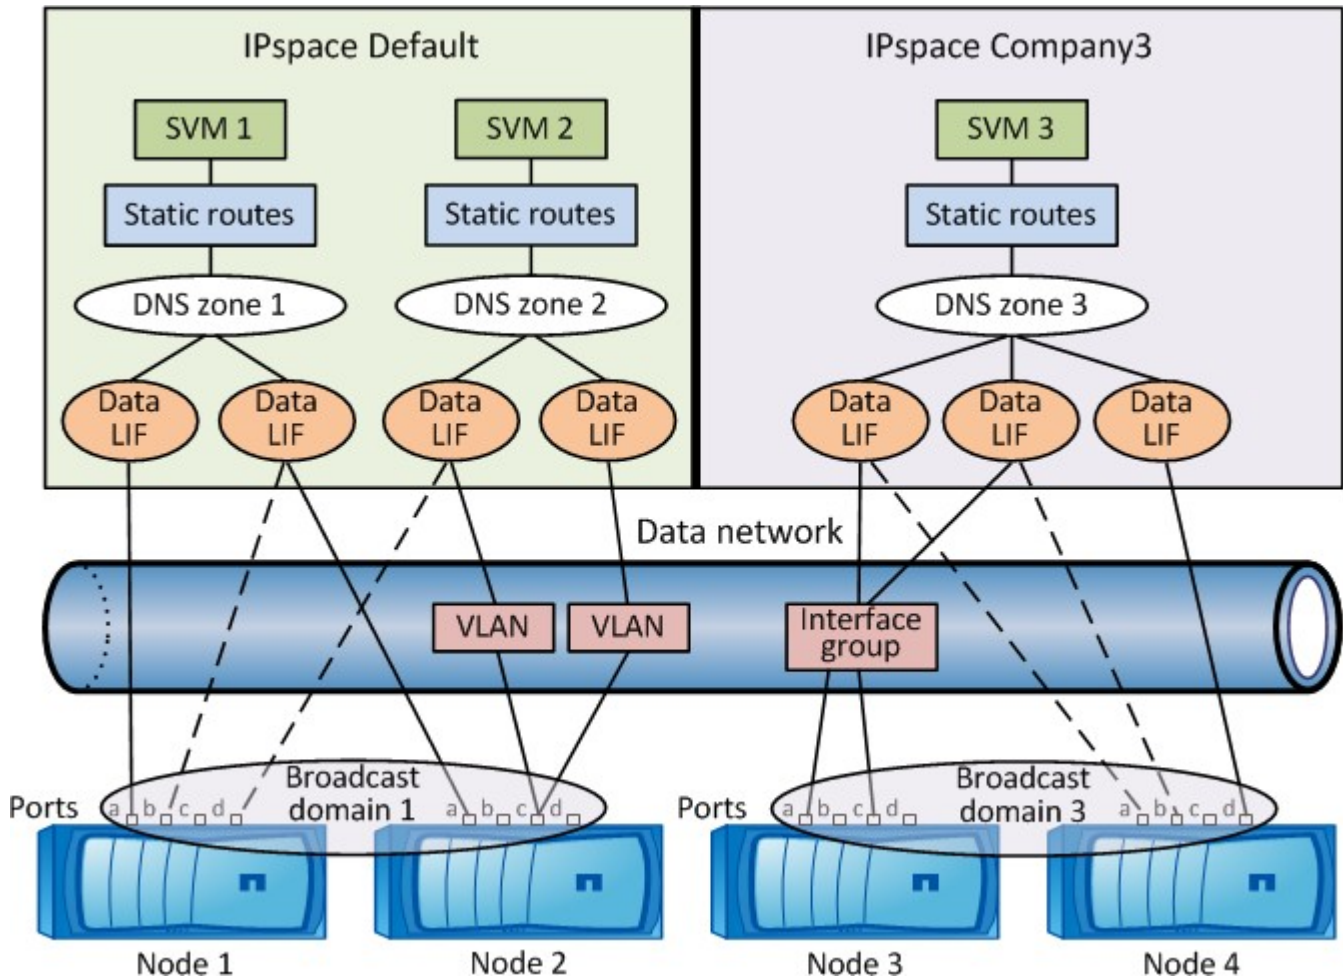 IPspace Default
IPspace Company3
SVM 1
SVM 2
SVM 3
Static routes
Static routes
Static routes
DNS zone 1
DNS zone 2
DNS zone 3
Data
LIF
Data
LIF
Data
LIF
Data
LIF
Data
LIF
Data
LIF
Data
LIF
Data network
VLAN
VLAN
Interface
group
Ports
a b c d
Broadcast
domain 1
a b c d
Ports
a b c d
Broadcast
domain 3
a b c d
Node 1
Node 2
Node 3
Node 4